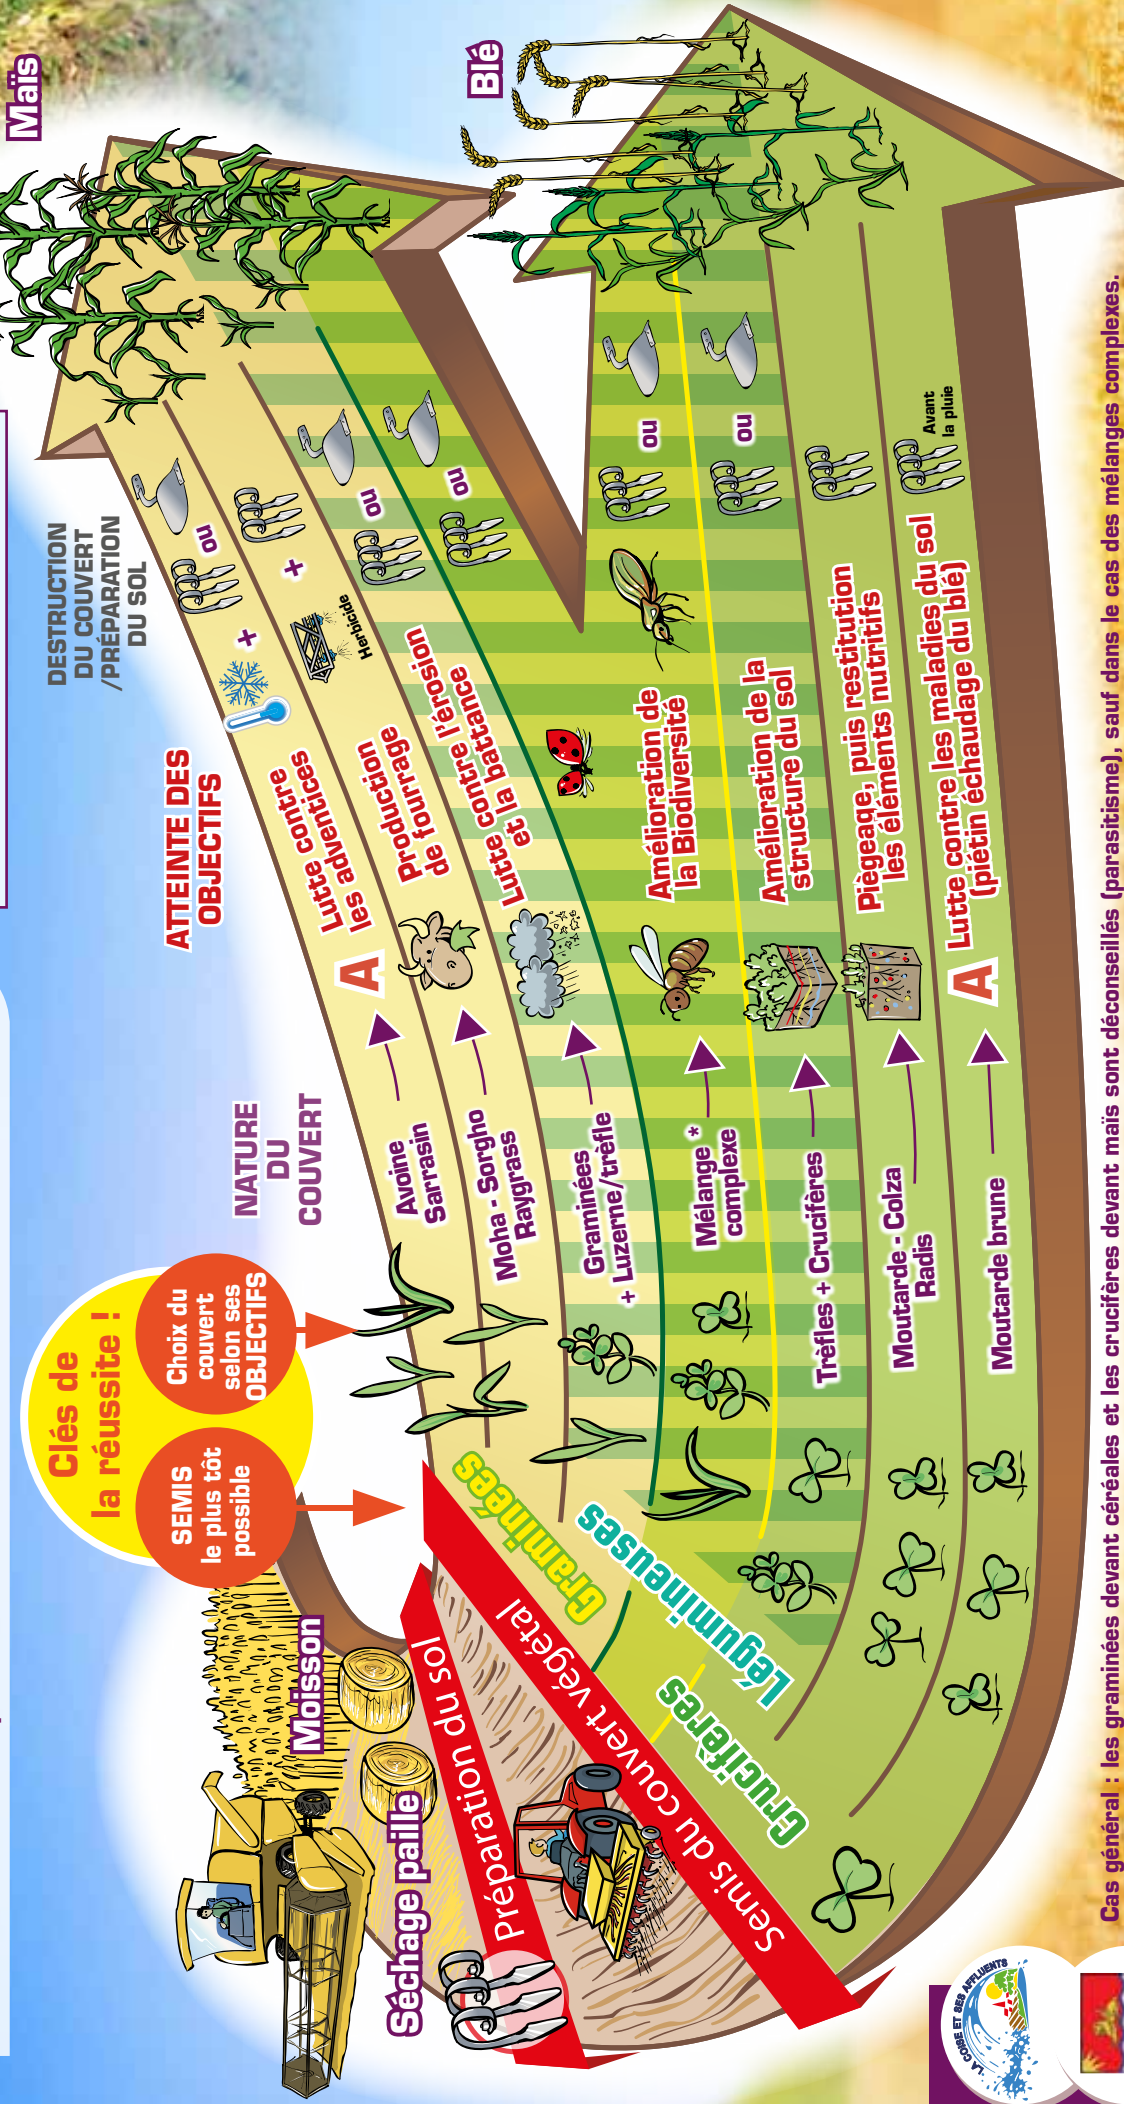 Clés de
la réussite !
SEMIS
le plus tôt
possible
Choix du
couvert
selon ses
OBJECTIFS
NATURE
DU
COUVERT
ATTEINTE DES
OBJECTIFS
DESTRUCTION
DU COUVERT
/PRÉPARATION
DU SOL
Maïs
Blé
Moisson
Séchage paille
Préparation du sol
Semis du couvert végétal
Graminées
Légumineuses
Crucifères
Avoine
Sarrasin
A
Lutte contre
les adventices
+
ou
Moha - Sorgho
Raygrass
Production
de fourrage
Herbicide
+
Graminées
+ Luzerne/trèfle
Lutte contre l'érosion
et la battance
ou
ou
Mélange *
complexe
Amélioration de
la Biodiversité
ou
Trèfles + Crucifères
Amélioration de la
structure du sol
ou
Moutarde - Colza
Radis
Piègeage, puis restitution
les éléments nutritifs
Moutarde brune
A
Lutte contre les maladies du sol
(piétin échaudage du blé)
Avant
la pluie
LA COISE ET SES AFFLUENTS
Cas général : les graminées devant céréales et les crucifères devant maïs sont déconseillés (parasitisme), sauf dans le cas des mélanges complexes.